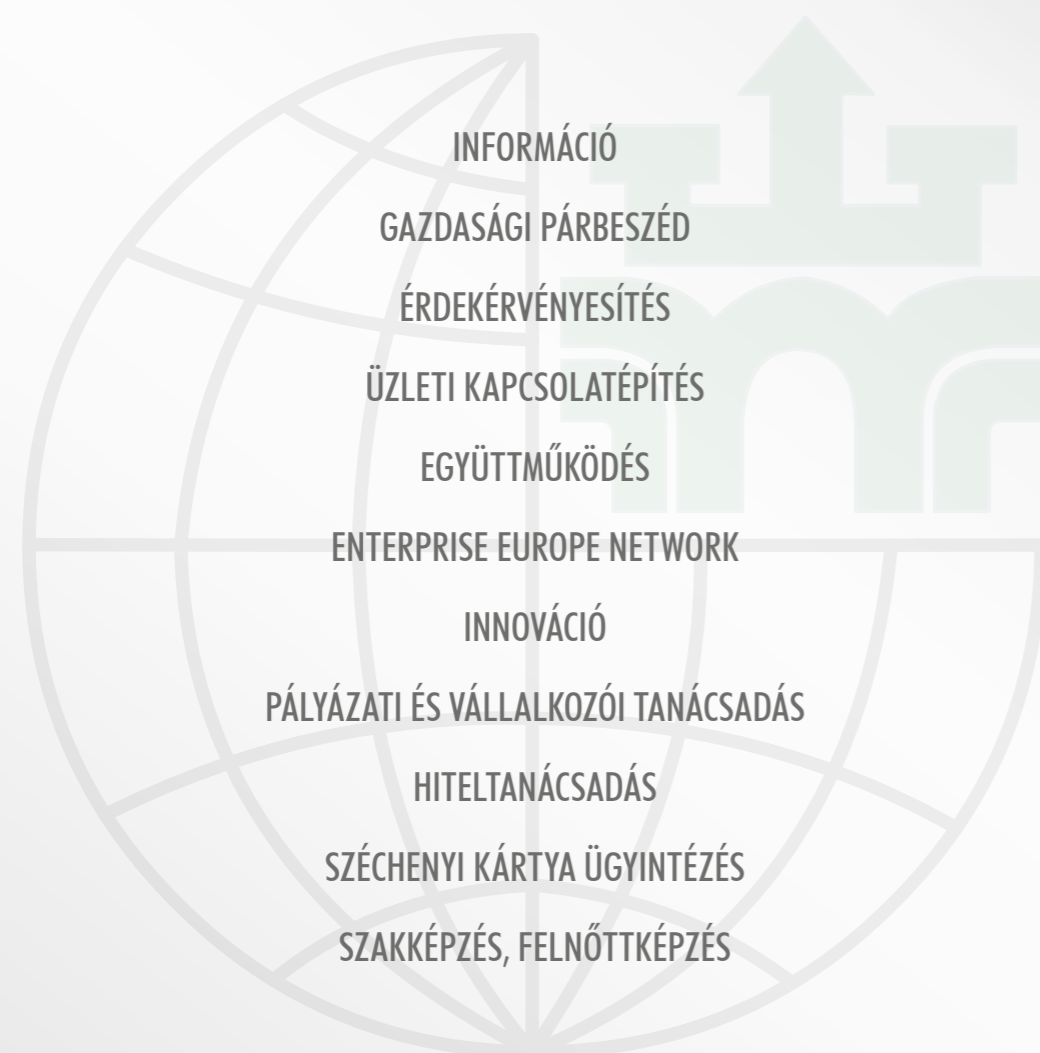 INFORMÁCIÓ
GAZDASÁGI PÁRBESZÉD
ÉRDEKÉRVÉNYESÍTÉS
ÜZLETI KAPCSOLATÉPÍTÉS
EGYÜTTMŰKÖDÉS
ENTERPRISE EUROPE NETWORK
INNOVÁCIÓ
PÁLYÁZATI ÉS VÁLLALKOZÓI TANÁCSADÁS
HITELTANÁCSADÁS
SZÉCHENYI KÁRTYA ÜGYINTÉZÉS
SZAKKÉPZÉS, FELNŐTTKÉPZÉS